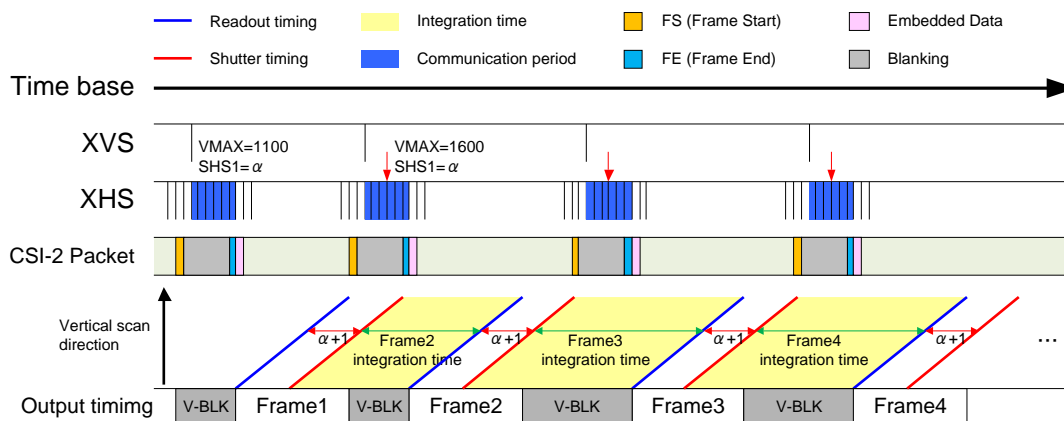 Readout timing
Integration time
FS (Frame Start)
Embedded Data
Shutter timing
Communication period
FE (Frame End)
Blanking
Time base
XVS
VMAX=1100
VMAX=1600
SHS1=α
SHS1=α
XHS
CSI-2 Packet
Vertical scan
direction
α+1
Frame2
integration time
α+1
Frame3
integration time
α+1
Frame4
integration time
α+1
...
Output timimg
V-BLK
Frame1
V-BLK
Frame2
V-BLK
Frame3
V-BLK
Frame4